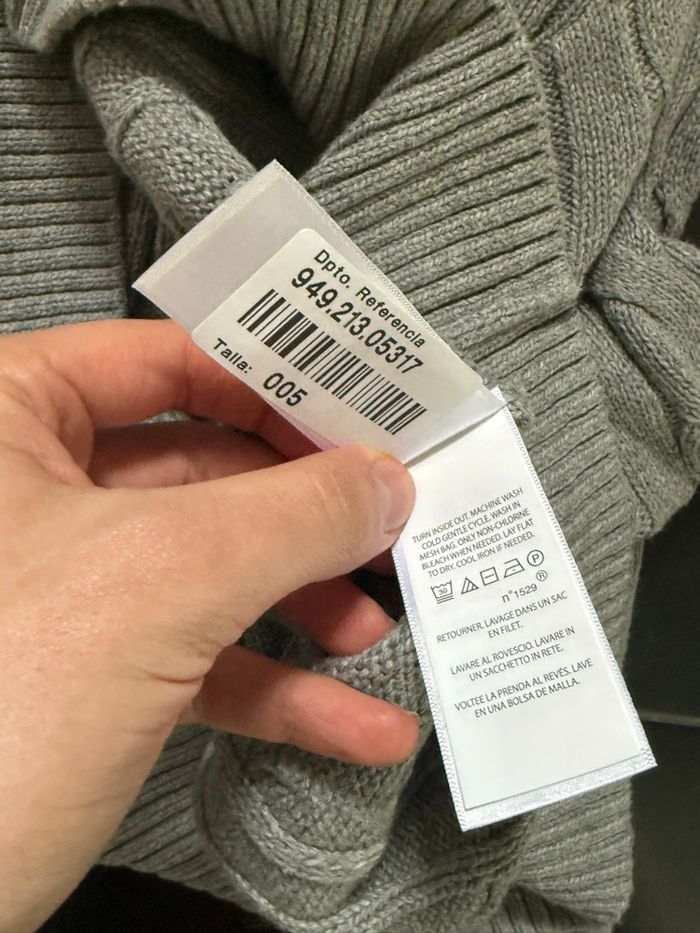 Dpto. Referencia
949.213.05317
Talla: 005
TURN INSIDE OUT. MACHINE WASH
COLD GENTLE CYCLE. WASH IN
MESH BAG. ONLY NON-CHLORINE
BLEACH WHEN NEEDED. LAY FLAT
TO DRY. COOL IRON IF NEEDED.
30 P
n°1529 ®
RETOURNER. LAVAGE DANS UN SAC
EN FILET.
LAVARE AL ROVESCIO. LAVARE IN
UN SACCHETTO IN RETE.
VOLTEE LA PRENDA AL REVÉS. LAVE
EN UNA BOLSA DE MALLA.